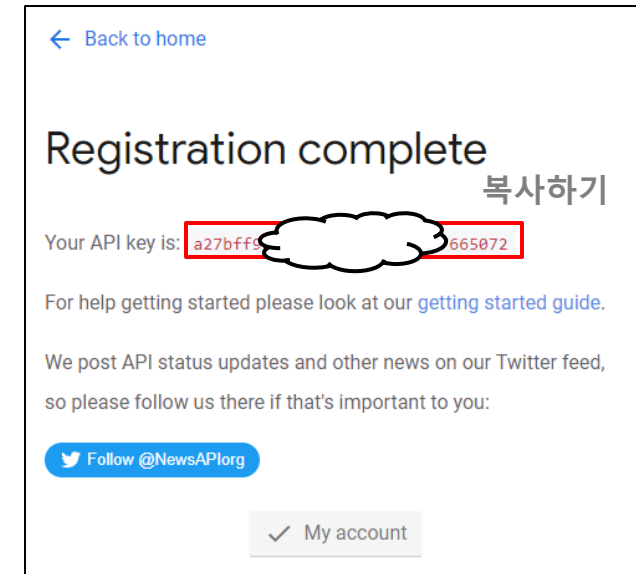 Back to home
Registration complete
복사하기
Your API key is: a27bff9 665072
For help getting started please look at our getting started guide.
We post API status updates and other news on our Twitter feed,
so please follow us there if that's important to you:
Follow @NewsAPIorg
My account